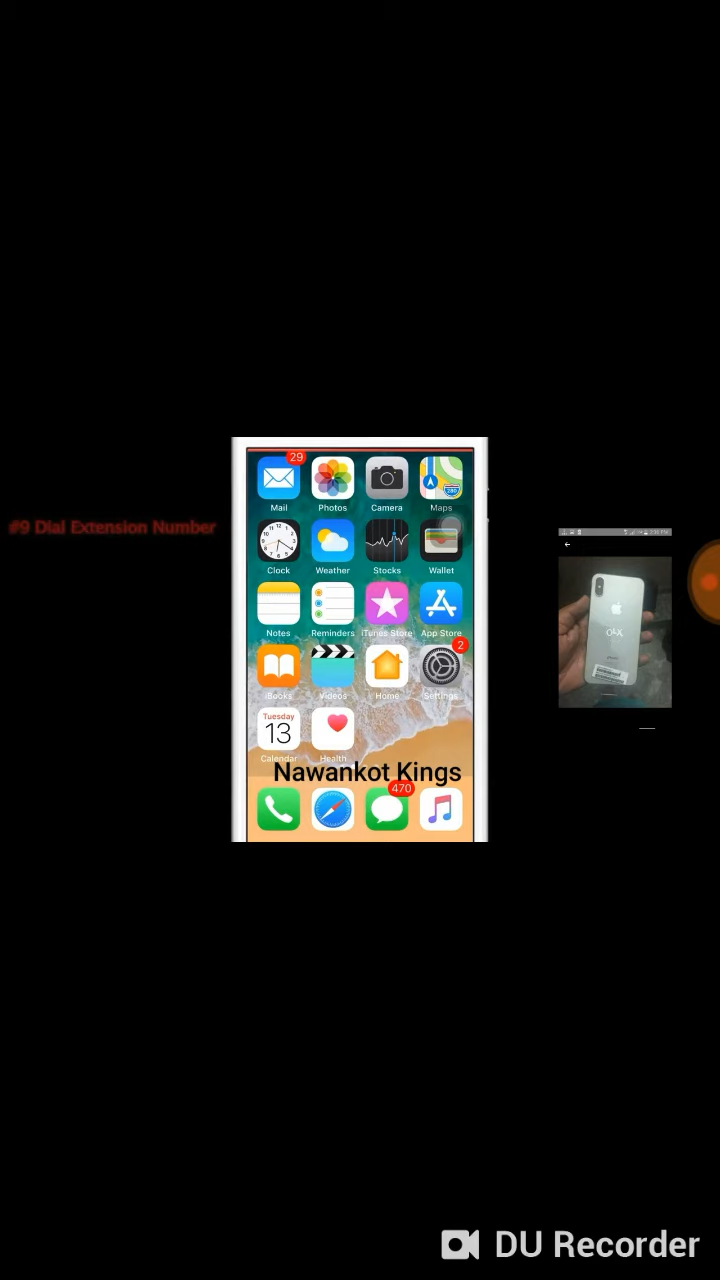 29
Mail Photos Camera Maps
280
#9 Dial Extension Number
Clock Weather Stocks Wallet
Notes Reminders iTunes Store App Store
OLX
2
iBooks Videos Home Settings
Tuesday
13
Calendar Health
Nawankot Kings
470
DU Recorder